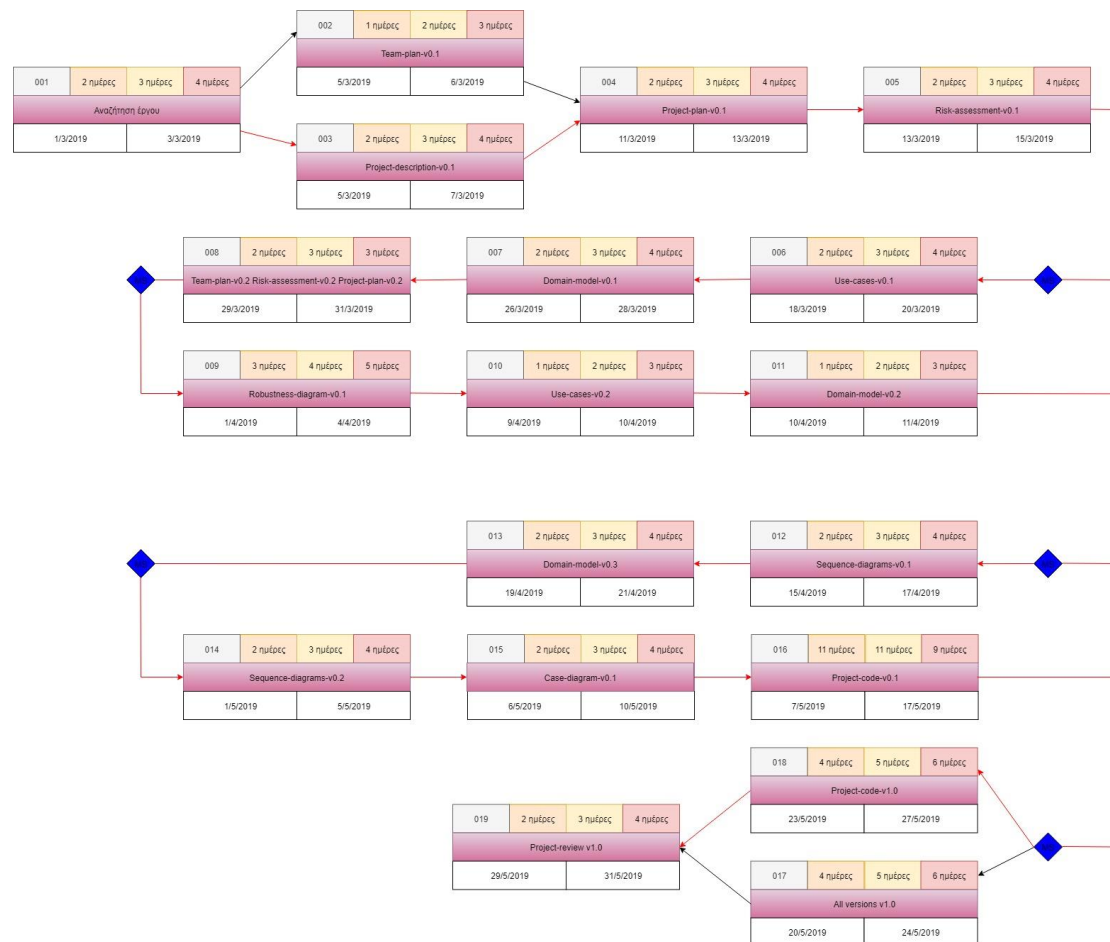 002 1 ημέρες 2 ημέρες 3 ημέρες
Team-plan-v0.1
5/3/2019 6/3/2019
001 2 ημέρες 3 ημέρες 4 ημέρες
Αναζήτηση έργου
1/3/2019 3/3/2019
003 2 ημέρες 3 ημέρες 4 ημέρες
Project-description-v0.1
5/3/2019 7/3/2019
004 2 ημέρες 3 ημέρες 4 ημέρες
Project-plan-v0.1
11/3/2019 13/3/2019
005 2 ημέρες 3 ημέρες 4 ημέρες
Risk-assessment-v0.1
13/3/2019 15/3/2019
008 2 ημέρες 3 ημέρες 3 ημέρες
Team-plan-v0.2 Risk-assessment-v0.2 Project-plan-v0.2
29/3/2019 31/3/2019
007 2 ημέρες 3 ημέρες 4 ημέρες
Domain-model-v0.1
26/3/2019 28/3/2019
006 2 ημέρες 3 ημέρες 4 ημέρες
Use-cases-v0.1
18/3/2019 20/3/2019
009 3 ημέρες 4 ημέρες 5 ημέρες
Robustness-diagram-v0.1
1/4/2019 4/4/2019
010 1 ημέρες 2 ημέρες 3 ημέρες
Use-cases-v0.2
9/4/2019 10/4/2019
011 1 ημέρες 2 ημέρες 3 ημέρες
Domain-model-v0.2
10/4/2019 11/4/2019
013 2 ημέρες 3 ημέρες 4 ημέρες
Domain-model-v0.3
19/4/2019 21/4/2019
012 2 ημέρες 3 ημέρες 4 ημέρες
Sequence-diagrams-v0.1
15/4/2019 17/4/2019
014 2 ημέρες 3 ημέρες 4 ημέρες
Sequence-diagrams-v0.2
1/5/2019 5/5/2019
015 2 ημέρες 3 ημέρες 4 ημέρες
Case-diagram-v0.1
6/5/2019 10/5/2019
016 11 ημέρες 11 ημέρες 9 ημέρες
Project-code-v0.1
7/5/2019 17/5/2019
018 4 ημέρες 5 ημέρες 6 ημέρες
Project-code-v1.0
23/5/2019 27/5/2019
019 2 ημέρες 3 ημέρες 4 ημέρες
Project-review v1.0
29/5/2019 31/5/2019
017 4 ημέρες 5 ημέρες 6 ημέρες
All versions v1.0
20/5/2019 24/5/2019